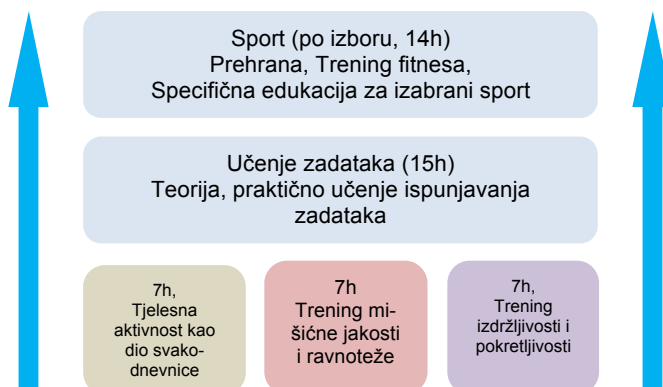 Sport (po izboru, 14h)
Prehrana, Trening fitnesa,
Specifična edukacija za izabrani sport
Učenje zadataka (15h)
Teorija, praktično učenje ispunjavanja
zadataka
7h,
Tjelesna
aktivnost kao
dio svako-
dnevnice
7h
Trening mi-
šićne jakosti
i ravnoteže
7h,
Trening
izdržljivosti i
pokretljivosti